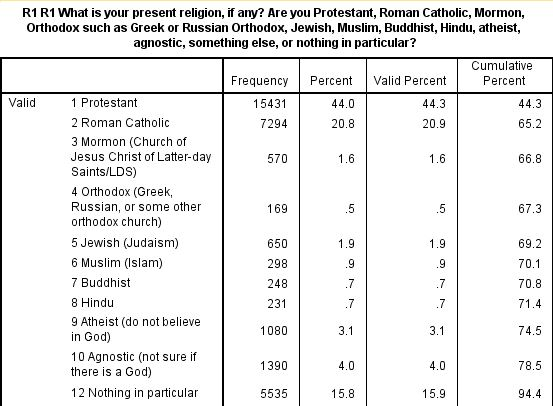 R1 R1 What is your present religion, if any? Are you Protestant, Roman Catholic, Mormon,
Orthodox such as Greek or Russian Orthodox, Jewish, Muslim, Buddhist, Hindu, atheist,
agnostic, something else, or nothing in particular?
Frequency Percent Valid Percent Cumulative Percent
Valid 1 Protestant 15431 44.0 44.3 44.3
2 Roman Catholic 7294 20.8 20.9 65.2
3 Mormon (Church of
Jesus Christ of Latter-day 570 1.6 1.6 66.8
Saints/LDS)
4 Orthodox (Greek,
Russian, or some other 169 .5 .5 67.3
orthodox church)
5 Jewish (Judaism) 650 1.9 1.9 69.2
6 Muslim (Islam) 298 .9 .9 70.1
7 Buddhist 248 .7 .7 70.8
8 Hindu 231 .7 .7 71.4
9 Atheist (do not believe 1080 3.1 3.1 74.5
in God)
10 Agnostic (not sure if 1390 4.0 4.0 78.5
there is a God)
12 Nothing in particular 5535 15.8 15.9 94.4